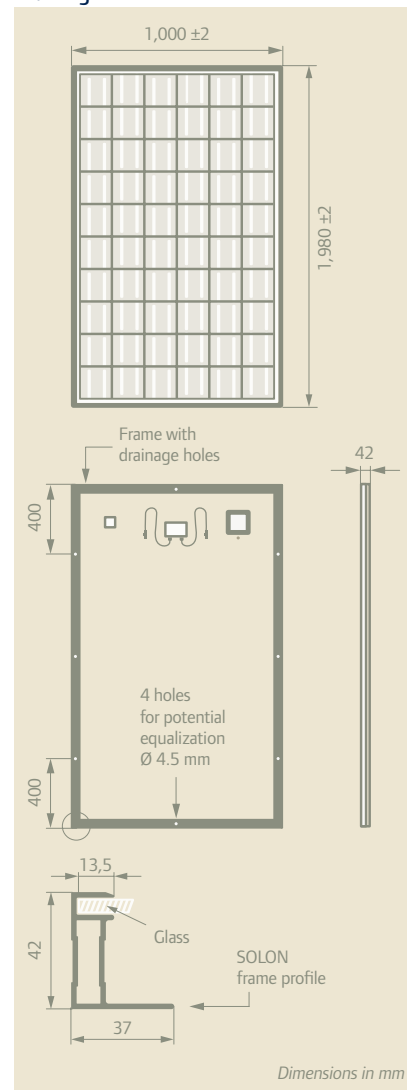 1,000 ±2
1,980 ±2
Frame with
drainage holes
42
400
4 holes
for potential
equalization
Ø 4.5 mm
400
13,5
Glass
42
SOLON
frame profile
37
Dimensions in mm